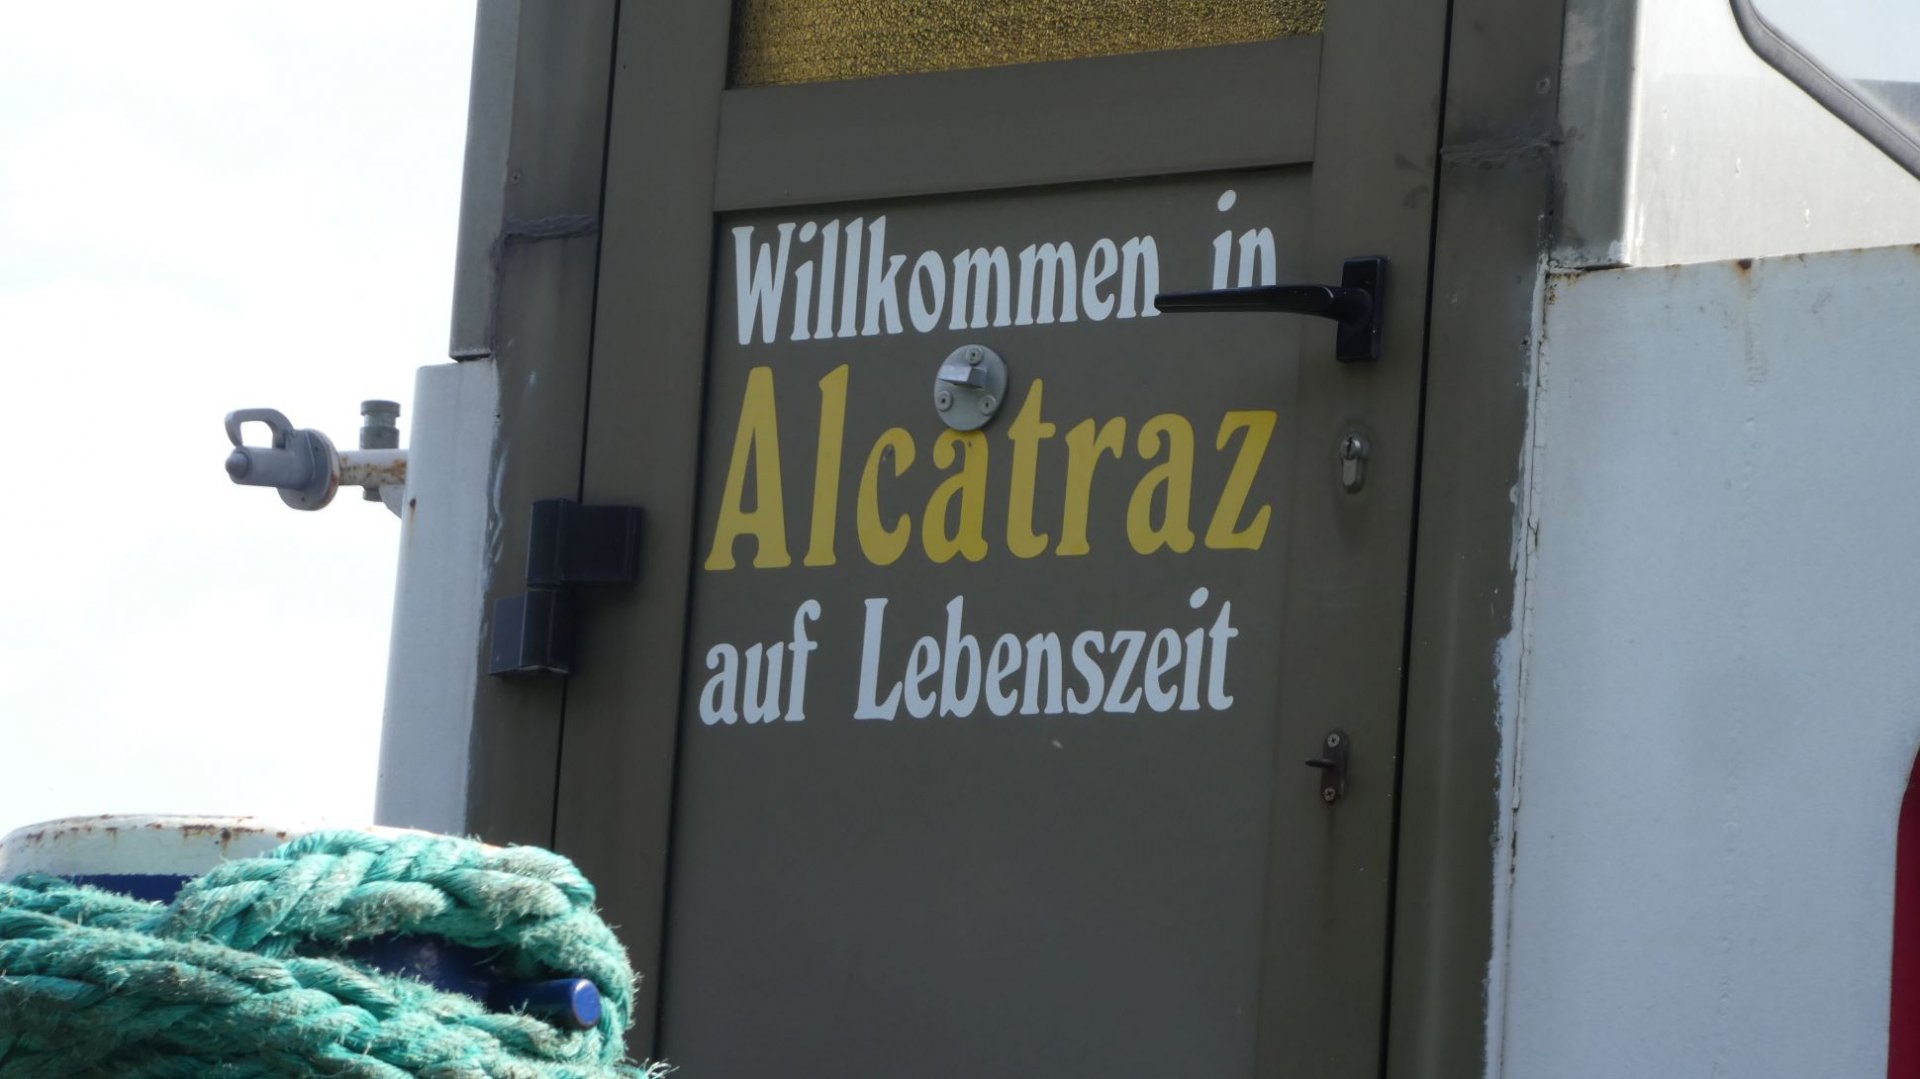 Willkommen in
Alcatraz
auf Lebenszeit